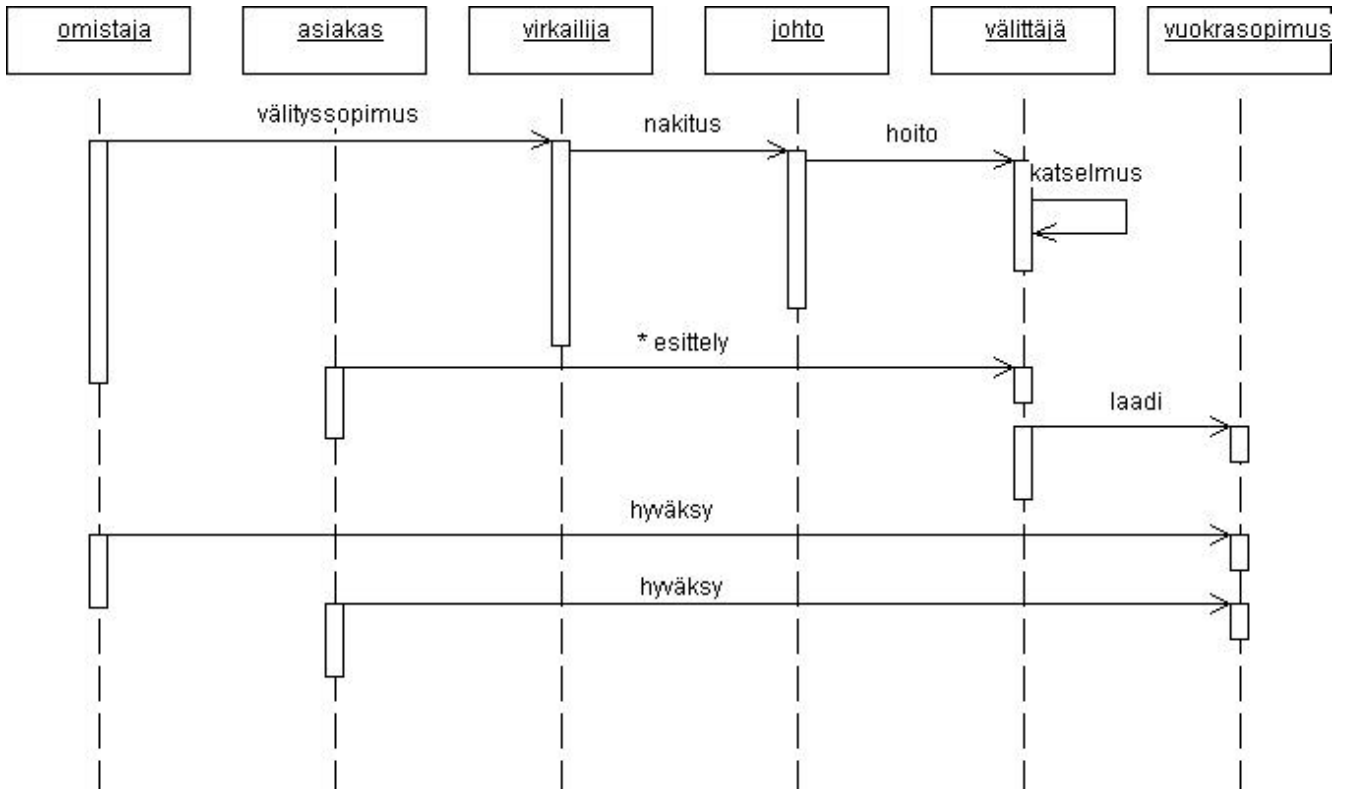 omistaja
asiakas
virkailija
johto
välittäjä
vuokrasopimus
välityssopimus
nakitus
hoito
katselmus
* esittely
laadi
hyväksy
hyväksy